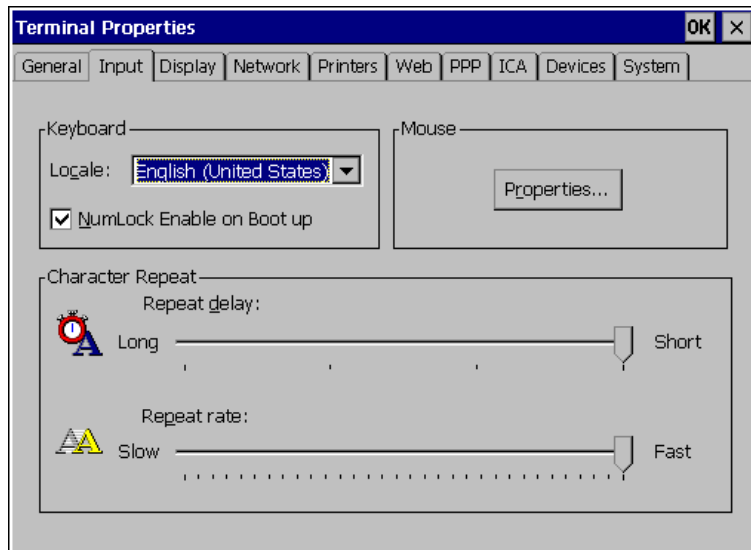 Terminal Properties OK ×
General Input Display Network Printers Web PPP ICA Devices System
Keyboard
Locale: English (United States)
NumLock Enable on Boot up
Mouse
Properties...
Character Repeat
Repeat delay:
Long Short
Repeat rate:
Slow Fast